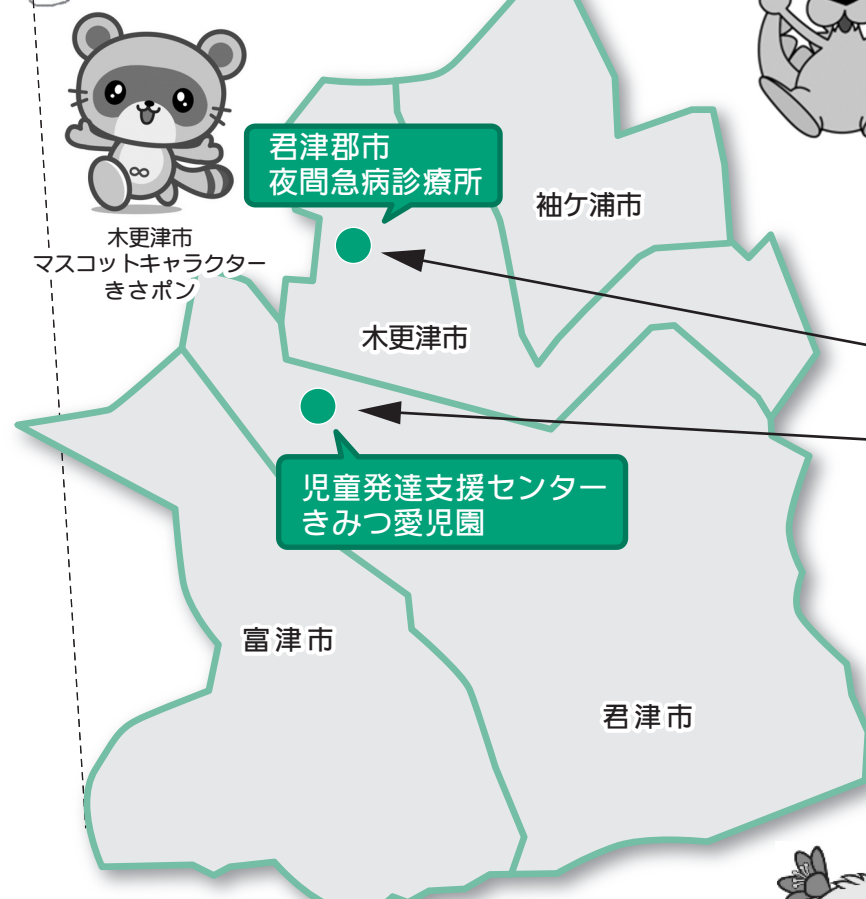 君津郡市
夜間急病診療所
袖ケ浦市
木更津市
マスコットキャラクター
きさポン
木更津市
児童発達支援センター
きみつ愛児園
富津市
君津市